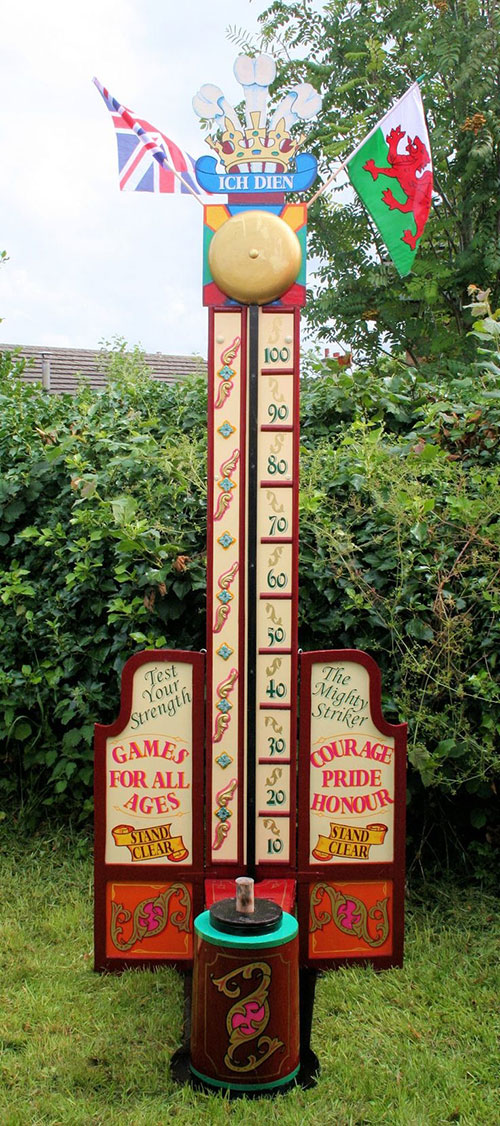 ICH DIEN
100
90
80
70
60
50
40
30
20
10
Test
Your
Strength
GAMES
FOR ALL
AGES
STAND
CLEAR
The
Mighty
Striker
COURAGE
PRIDE
HONOUR
STAND
CLEAR